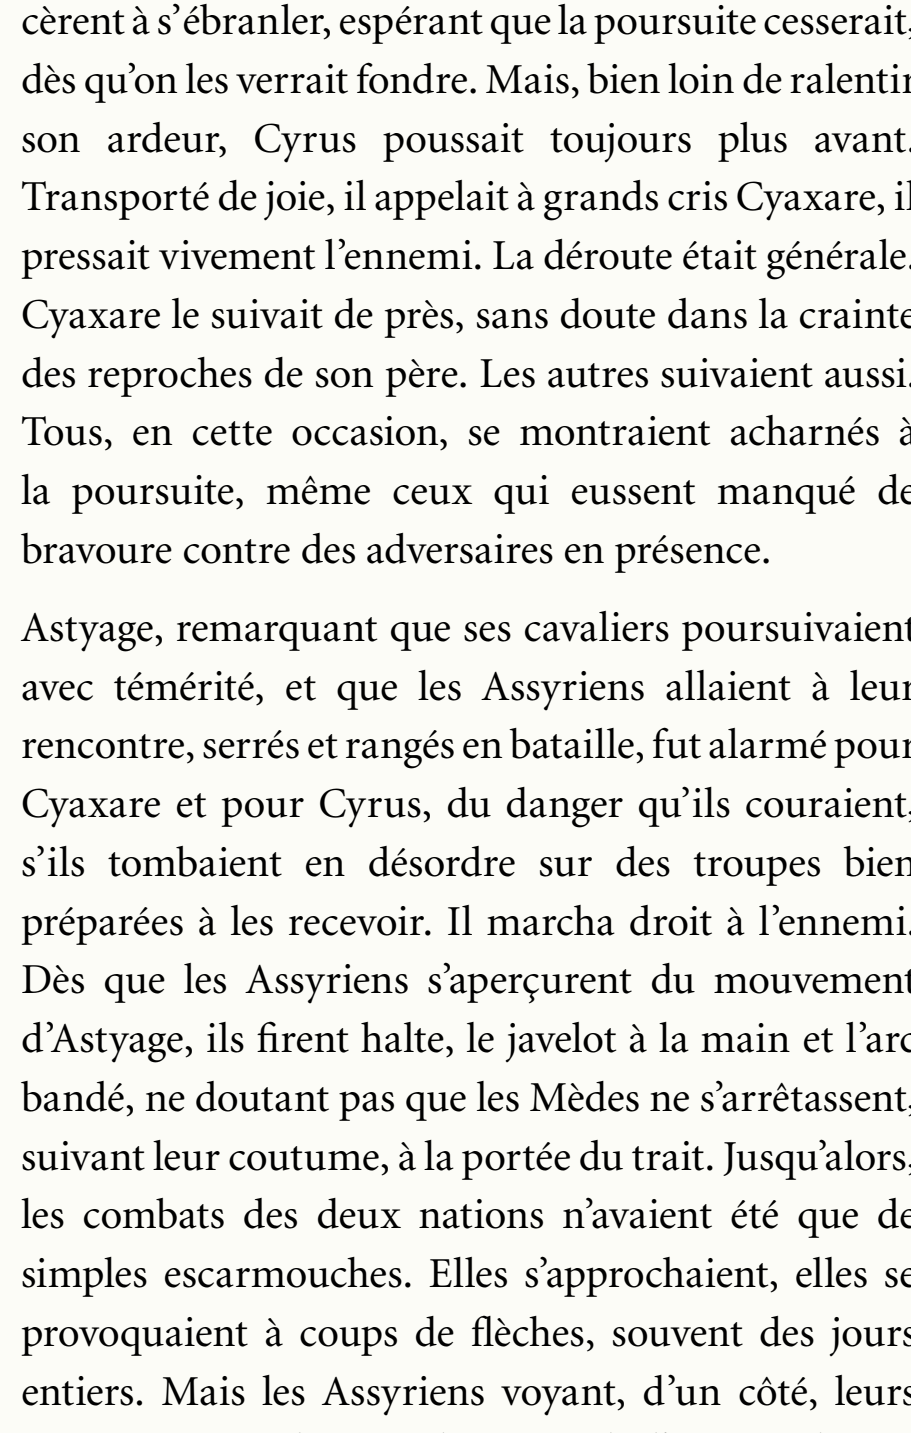 cèrent à s’ébranler, espérant que la poursuite cesserait,
dès qu’on les verrait fondre. Mais, bien loin de ralentir
son ardeur, Cyrus poussait toujours plus avant.
Transporté de joie, il appelait à grands cris Cyaxare, il
pressait vivement l’ennemi. La déroute était générale.
Cyaxare le suivait de près, sans doute dans la crainte
des reproches de son père. Les autres suivaient aussi.
Tous, en cette occasion, se montraient acharnés à
la poursuite, même ceux qui eussent manqué de
bravoure contre des adversaires en présence.
Astyage, remarquant que ses cavaliers poursuivaient
avec témérité, et que les Assyriens allaient à leur
rencontre, serrés et rangés en bataille, fut alarmé pour
Cyaxare et pour Cyrus, du danger qu’ils couraient,
s’ils tombaient en désordre sur des troupes bien
préparées à les recevoir. Il marcha droit à l’ennemi.
Dès que les Assyriens s’aperçurent du mouvement
d’Astyage, ils firent halte, le javelot à la main et l’arc
bandé, ne doutant pas que les Mèdes ne s’arrêtassent,
suivant leur coutume, à la portée du trait. Jusqu’alors,
les combats des deux nations n’avaient été que de
simples escarmouches. Elles s’approchaient, elles se
provoquaient à coups de flèches, souvent des jours
entiers. Mais les Assyriens voyant, d’un côté, leurs